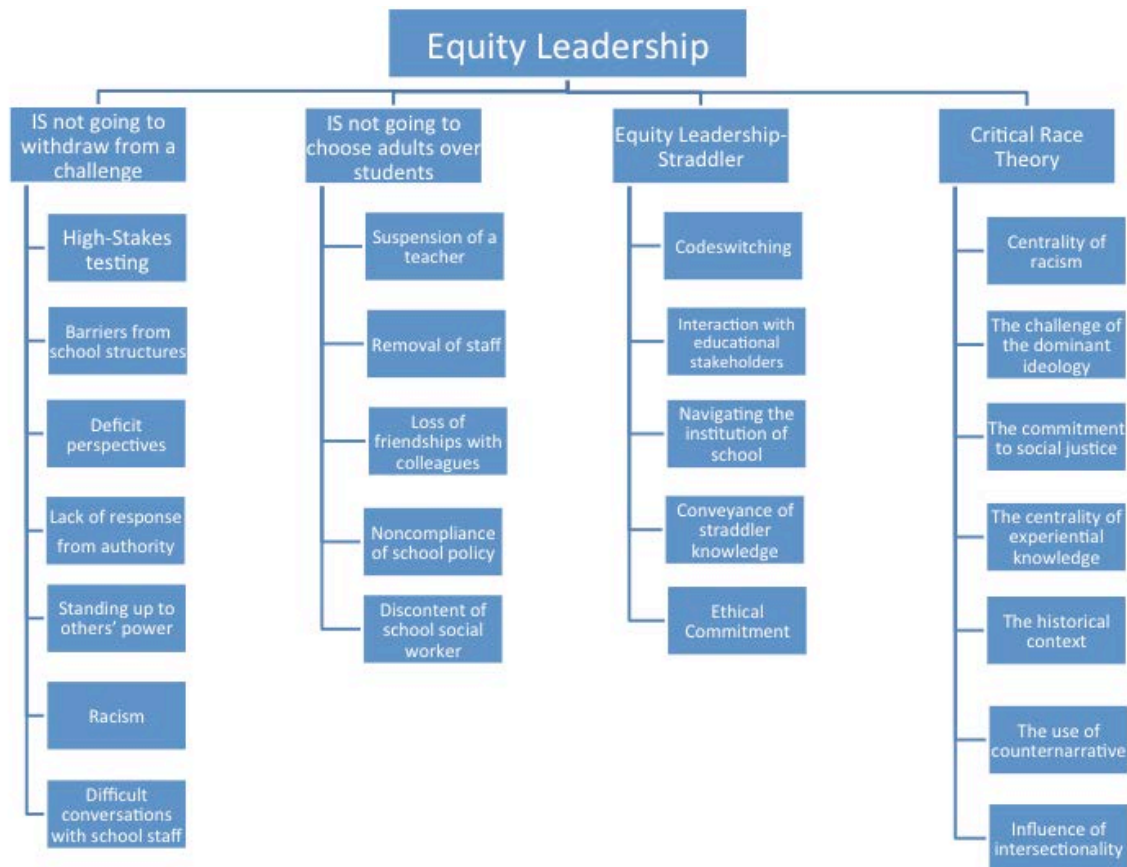 Equity Leadership
IS not going to
withdraw from a
challenge
High-Stakes
testing
Barriers from
school structures
Deficit
perspectives
Lack of response
from authority
Standing up to
others' power
Racism
Difficult
conversations
with school staff
IS not going to
choose adults over
students
Suspension of a
teacher
Removal of staff
Loss of
friendships with
colleagues
Noncompliance
of school policy
Discontent of
school social
worker
Equity Leadership-
Straddler
Codeswitching
Interaction with
educational
stakeholders
Navigating the
institution of
school
Conveyance of
straddler
knowledge
Ethical
Commitment
Critical Race
Theory
Centrality of
racism
The challenge of
the dominant
ideology
The commitment
to social justice
The centrality of
experiential
knowledge
The historical
context
The use of
counternarrative
Influence of
intersectionality